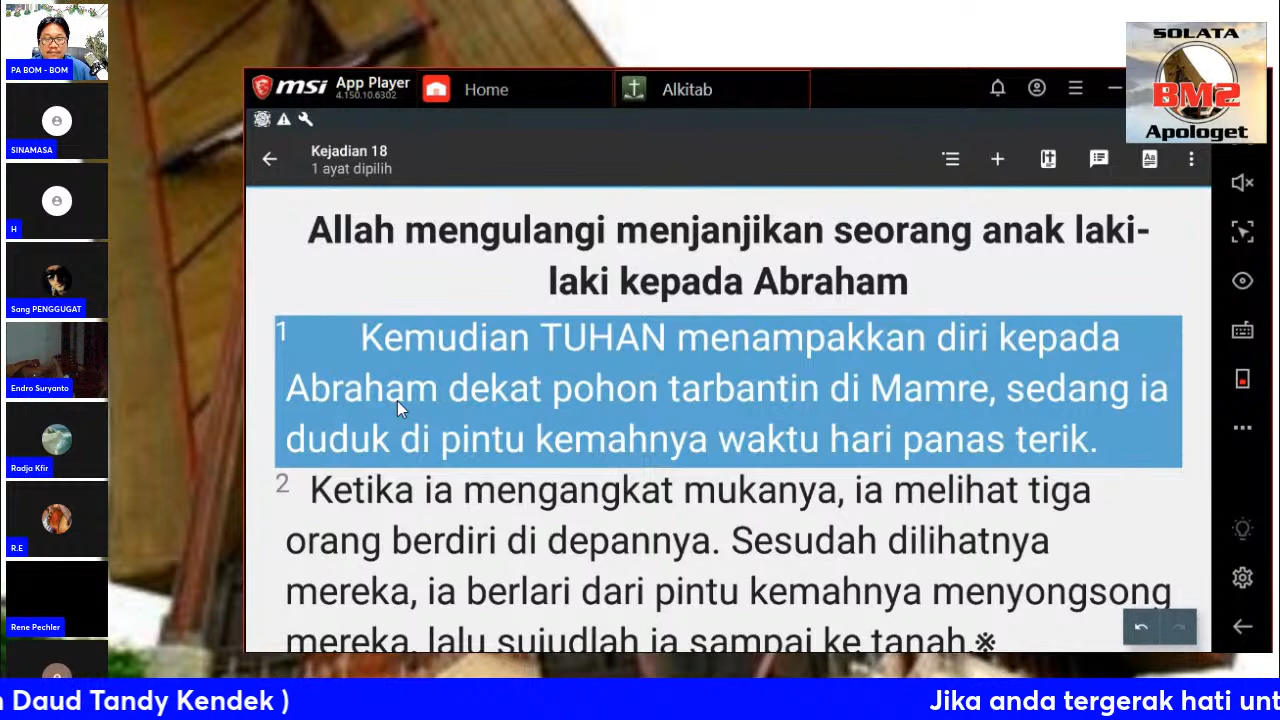 PA BOM - BOM
SINAMASA
H
Sang PENGGUGAT
Endro Suryanto
Radja Kfir
R.E
Rene Pechler
msi App Player
4.150.10.6302
Home
Alkitab
SOLATA
BM2
Apologet
Kejadian 18
1 ayat dipilih
Allah mengulangi menjanjikan seorang anak laki-
laki kepada Abraham
1 Kemudian TUHAN menampakkan diri kepada
Abraham dekat pohon tarbantin di Mamre, sedang ia
duduk di pintu kemahnya waktu hari panas terik.
2 Ketika ia mengangkat mukanya, ia melihat tiga
orang berdiri di depannya. Sesudah dilihatnya
mereka, ia berlari dari pintu kemahnya menyongsong
mereka, lalu sujudlah ia sampai ke tanah,※
n Daud Tandy Kendek )
Jika anda tergerak hati unt